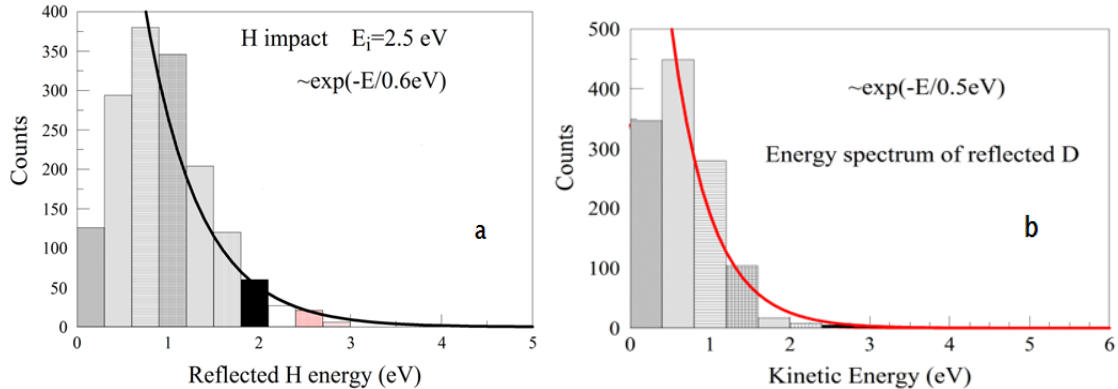 400
350
300
250
200
150
100
50
0
Counts
H impact E_i=2.5 eV
~exp(-E/0.6eV)
a
0 1 2 3 4 5
Reflected H energy (eV)
500
400
300
200
100
0
Counts
~exp(-E/0.5eV)
Energy spectrum of reflected D
b
0 1 2 3 4 5 6
Kinetic Energy (eV)